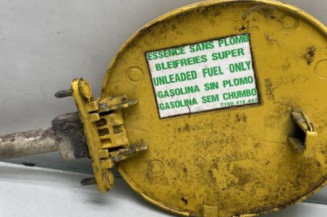 ESSENCE SANS PLOMB
BLEIFREIES SUPER
UNLEADED FUEL ONLY
GASOLINA SIN PLOMO
GASOLINA SEM CHUMBO